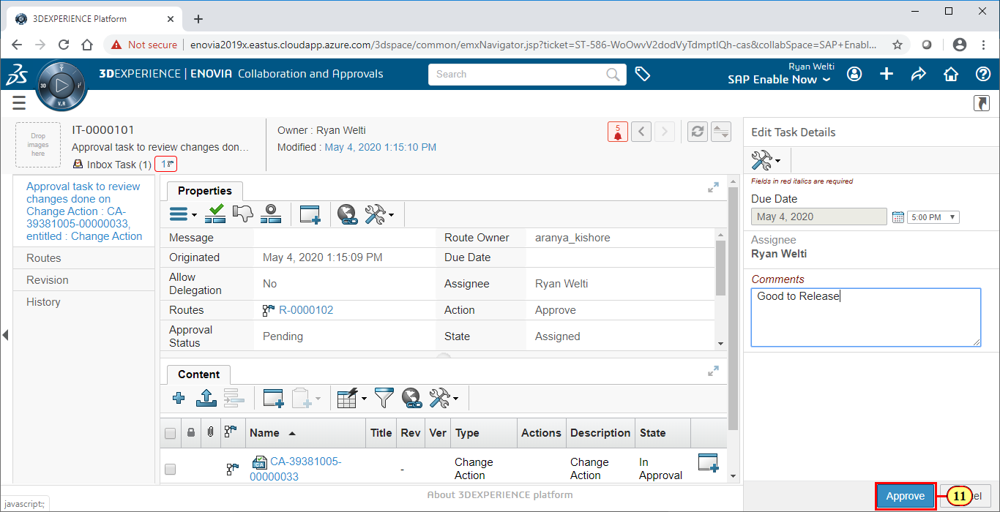 3DEXPERIENCE Platform
Not secure
enovia2019x.eastus.cloudapp.azure.com/3dspace/common/emxNavigator.jsp?ticket=ST-586-WoOwvV2dodVyTdmptIQh-cas&collabSpace=SAP+Enabl...
3DEXPERIENCE | ENOVIA Collaboration and Approvals
Search
Ryan Welti
SAP Enable Now
3D
V.R
Drop images here
IT-0000101
Approval task to review changes don...
Inbox Task (1) 1
Owner : Ryan Welti
Modified : May 4, 2020 1:15:10 PM
5
Approval task to review
changes done on
Change Action : CA-
39381005-00000033,
entitled : Change Action
Routes
Revision
History
Properties
Message
Route Owner aranya_kishore
Originated May 4, 2020 1:15:09 PM
Due Date
Allow Delegation No
Assignee Ryan Welti
Routes R-0000102
Action Approve
Approval Status Pending
State Assigned
Content
Name Title Rev Ver Type Actions Description State
CA
CA-39381005-
00000033
-
Change Action
Change Action
In Approval
About 3DEXPERIENCE platform
Edit Task Details
Fields in red italics are required
Due Date
May 4, 2020 5:00 PM
Assignee
Ryan Welti
Comments
Good to Release
Approve
11
javascript:;